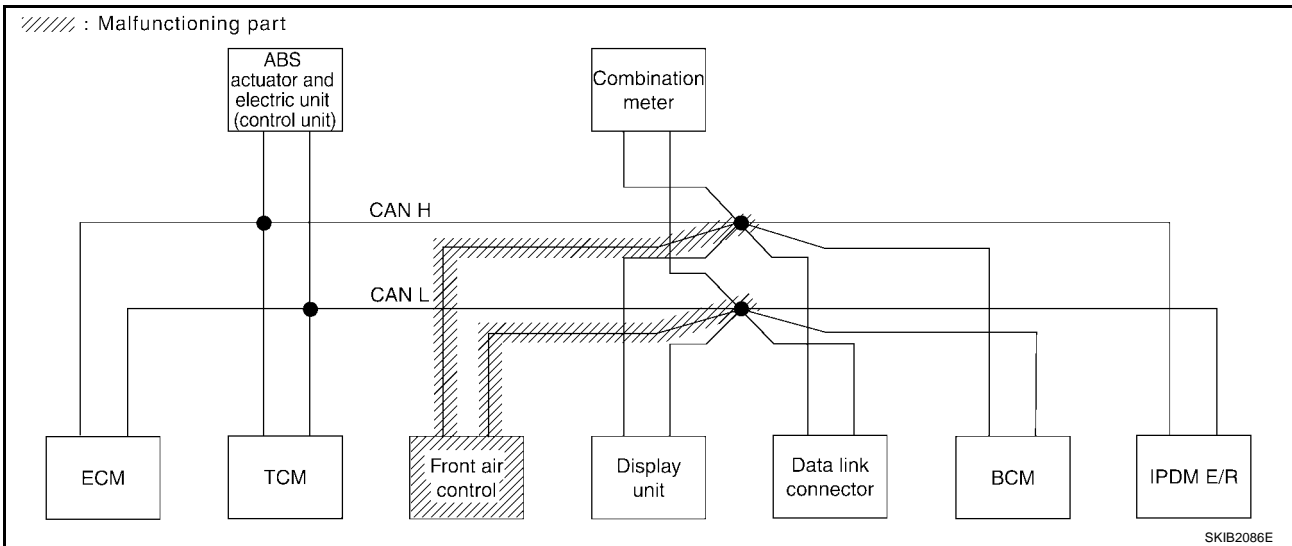 : Malfunctioning part
ABS
actuator and
electric unit
(control unit)
Combination
meter
CAN H
CAN L
ECM
TCM
Front air
control
Display
unit
Data link
connector
BCM
IPDM E/R
SKIB2086E